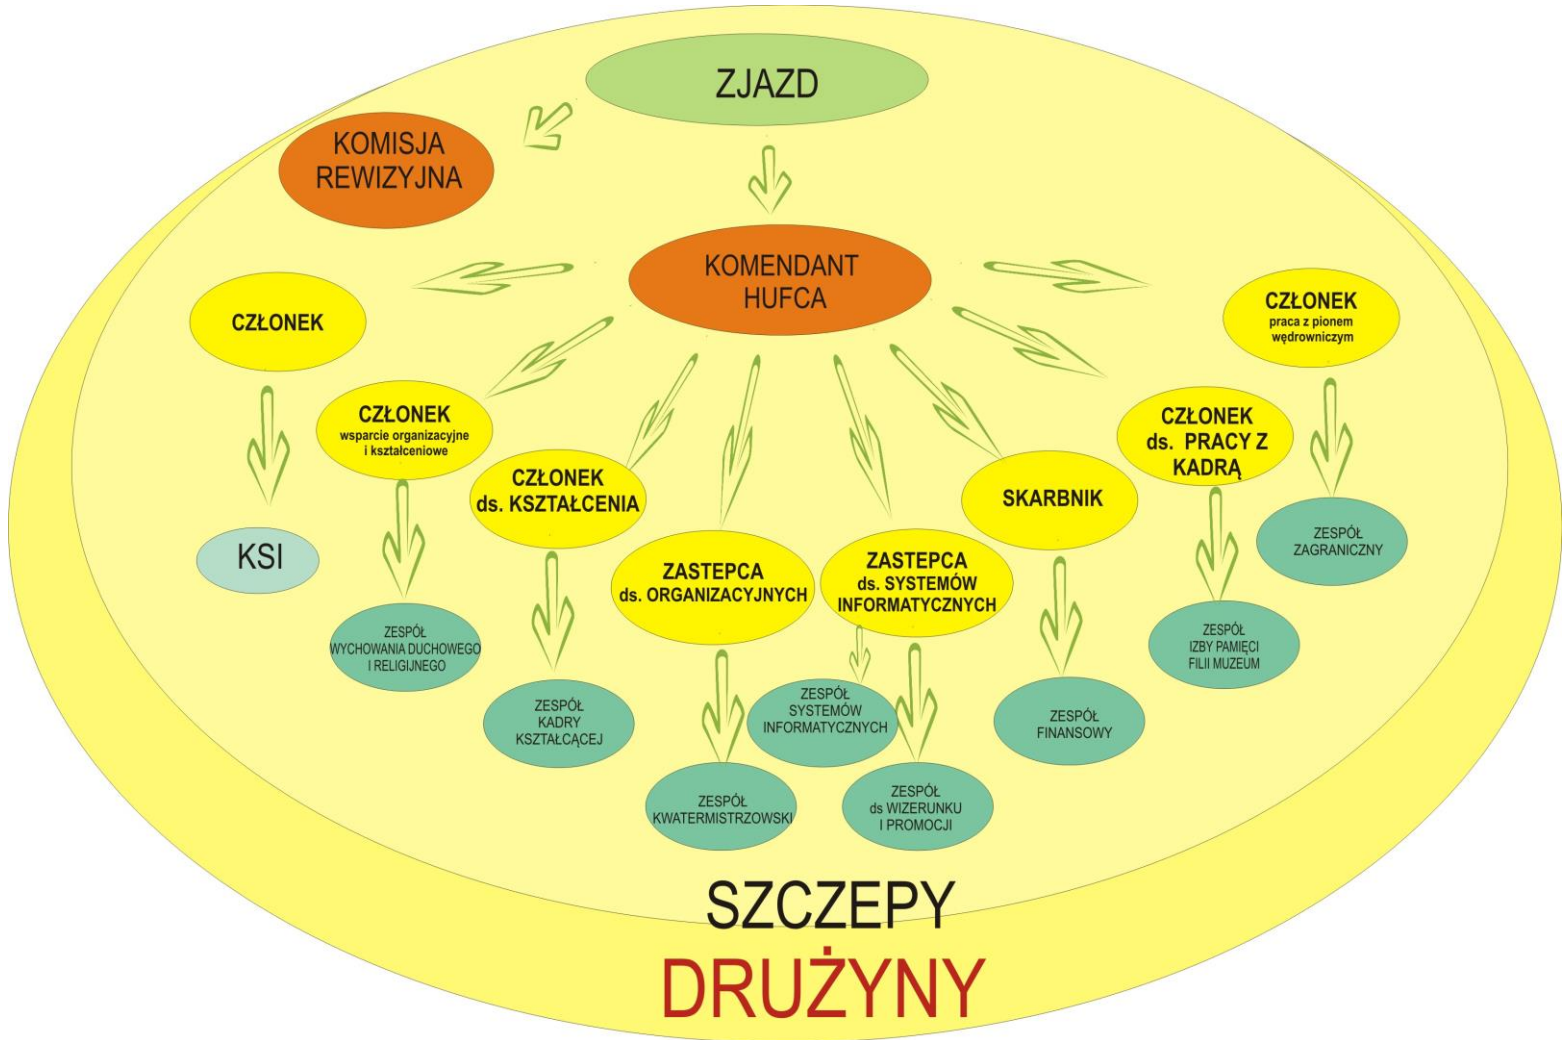 ZJAZD
KOMISJA
REWIZYJNA
KOMENDANT
HUFCA
CZŁONEK
CZŁONEK
praca z pionem
wędrowniczym
CZŁONEK
wsparcie organizacyjne
i kształceniowe
CZŁONEK
ds. PRACY Z
KADRĄ
CZŁONEK
ds. KSZTAŁCENIA
SKARBNIK
ZASTEPCA
ds. ORGANIZACYJNYCH
ZASTEPCA
ds. SYSTEMÓW
INFORMATYCZNYCH
KSI
ZESPÓŁ
ZAGRANICZNY
ZESPÓŁ
WYCHOWANIA DUCHOWEGO
I RELIGIJNEGO
ZESPÓŁ
IZBY PAMIĘCI
FILII MUZEUM
ZESPÓŁ
KADRY
KSZTAŁCĄCEJ
ZESPÓŁ
SYSTEMÓW
INFORMATYCZNYCH
ZESPÓŁ
FINANSOWY
ZESPÓŁ
KWATERMISTRZOWSKI
ZESPÓŁ
ds WIZERUNKU
I PROMOCJI
SZCZEPY
DRUŻYNY